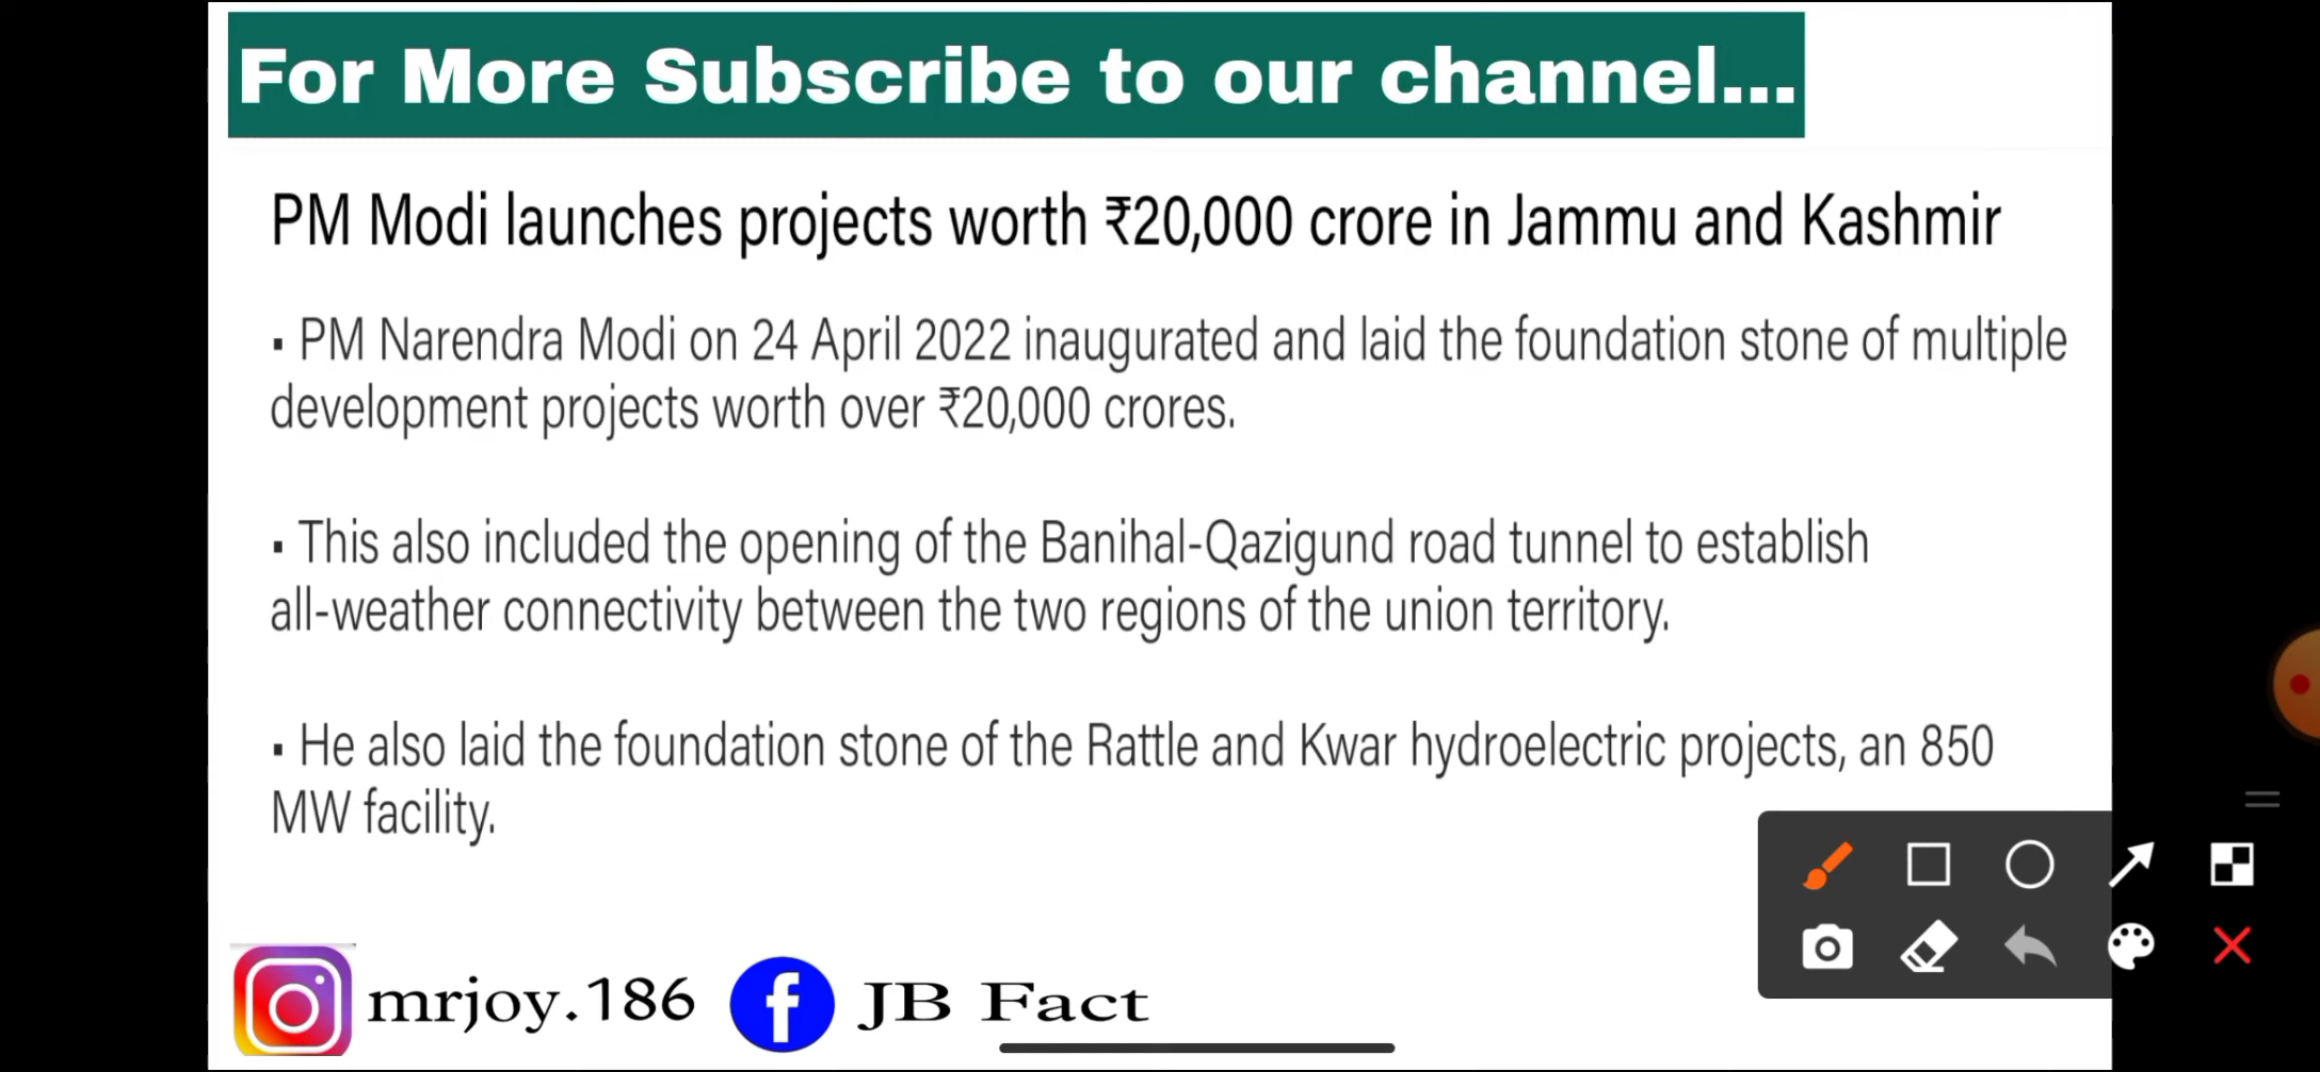 For More Subscribe to our channel...
PM Modi launches projects worth ₹20,000 crore in Jammu and Kashmir
▪ PM Narendra Modi on 24 April 2022 inaugurated and laid the foundation stone of multiple
development projects worth over ₹20,000 crores.
▪ This also included the opening of the Banihal-Qazigund road tunnel to establish
all-weather connectivity between the two regions of the union territory.
▪ He also laid the foundation stone of the Rattle and Kwar hydroelectric projects, an 850
MW facility.
mrjoy.186 JB Fact